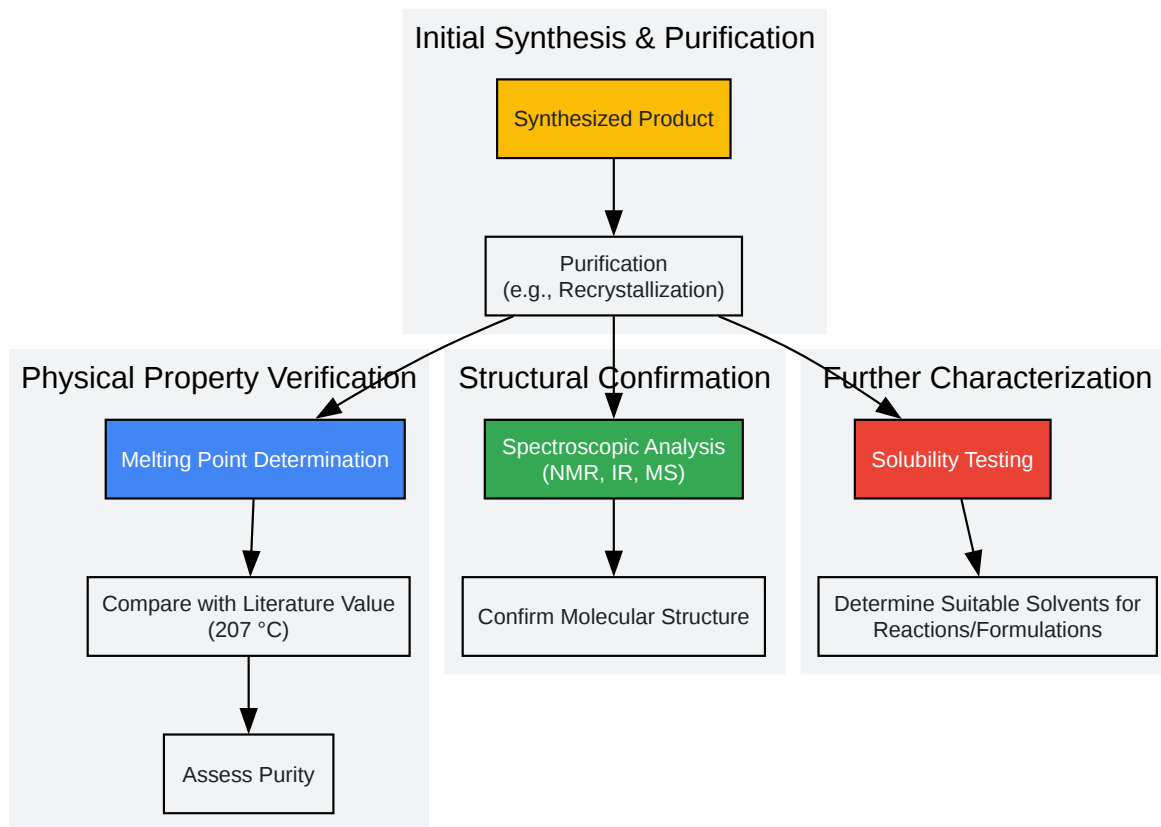 Initial Synthesis & Purification
Synthesized Product
Purification
(e.g., Recrystallization)
Physical Property Verification
Melting Point Determination
Compare with Literature Value
(207 °C)
Assess Purity
Structural Confirmation
Spectroscopic Analysis
(NMR, IR, MS)
Confirm Molecular Structure
Further Characterization
Solubility Testing
Determine Suitable Solvents for
Reactions/Formulations